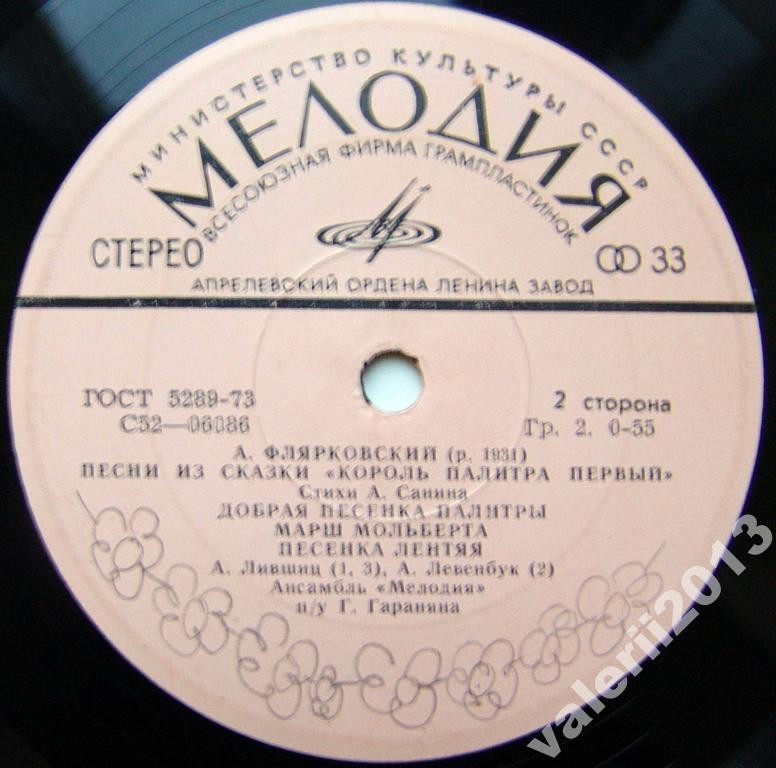 МИНИСТЕРСТВО КУЛЬТУРЫ СССР
МЕЛОДИЯ
ВСЕСОЮЗНАЯ ФИРМА ГРАМПЛАСТИНОК
СТЕРЕО 33
АПРЕЛЕВСКИЙ ОРДЕНА ЛЕНИНА ЗАВОД
ГОСТ 5289-73 2 сторона
С52—06086 Гр. 2. 0-55
А. ФЛЯРКОВСКИЙ (р. 1931)
ПЕСНИ ИЗ СКАЗКИ «КОРОЛЬ ПАЛИТРА ПЕРВЫЙ»
Стихи А. Санина
ДОБРАЯ ПЕСЕНКА ПАЛИТРЫ
МАРШ МОЛЬБЕРТА
ПЕСЕНКА ЛЕНТЯЯ
А. Лившиц (1, 3), А. Левенбук (2)
Ансамбль «Мелодия»
п/у Г. Гараняна
valerii2013